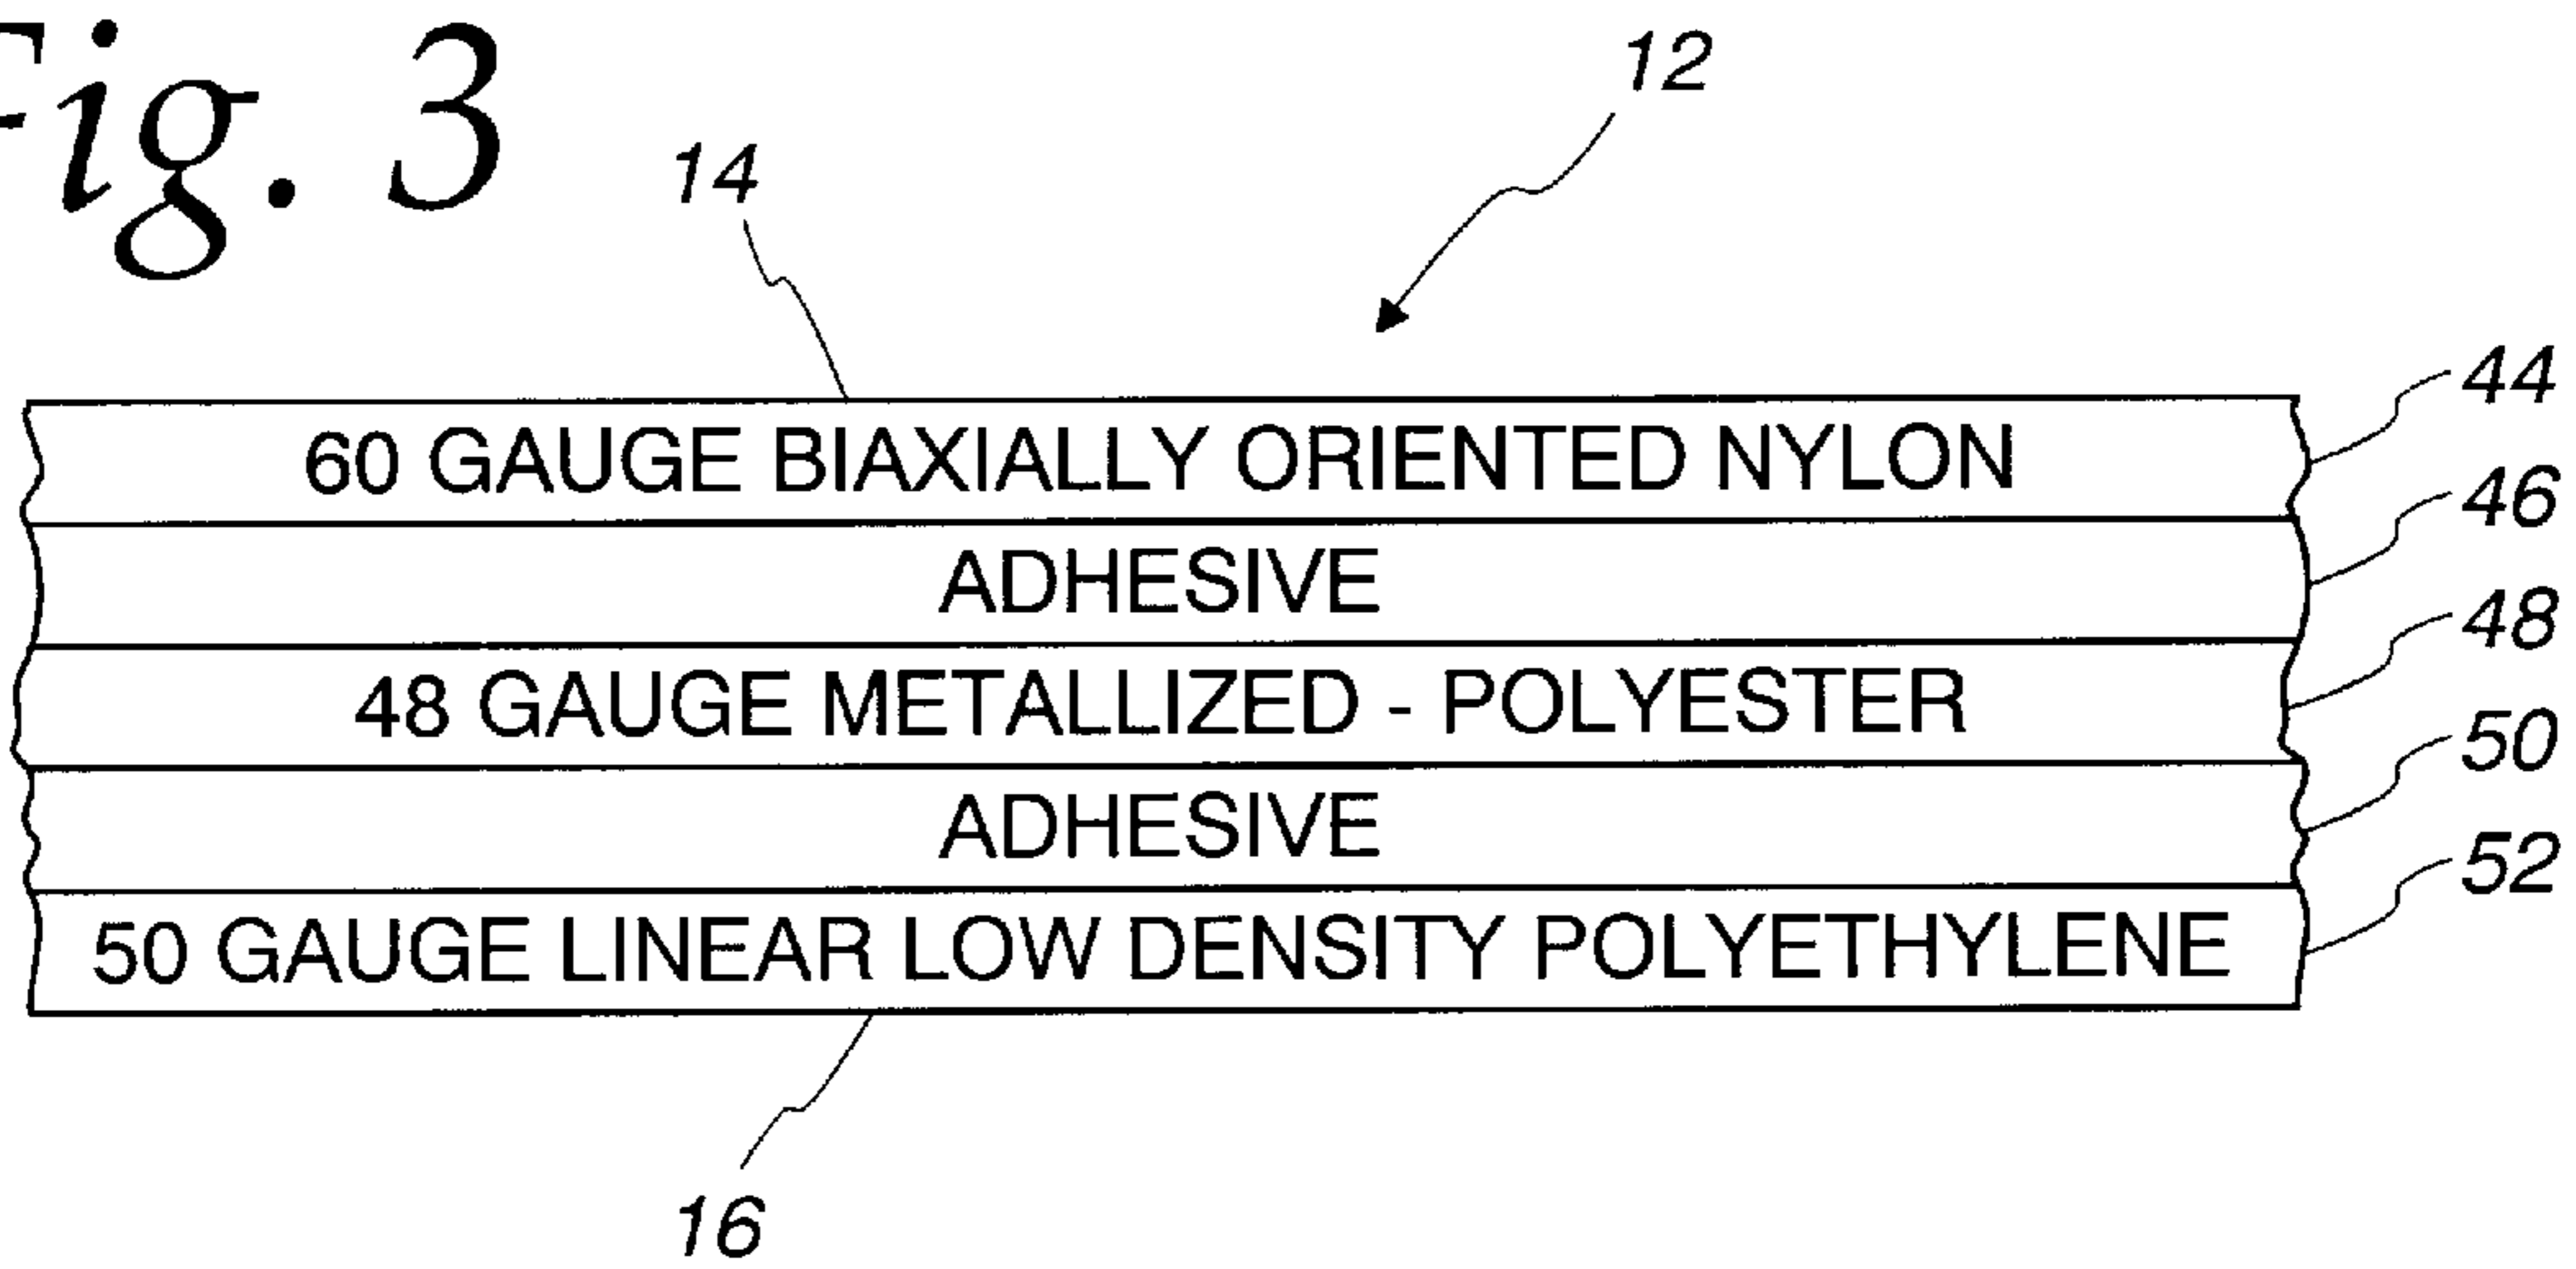 Fig. 3
12
14
44
60 GAUGE BIAXIALLY ORIENTED NYLON
46
ADHESIVE
48
48 GAUGE METALLIZED - POLYESTER
50
ADHESIVE
52
50 GAUGE LINEAR LOW DENSITY POLYETHYLENE
16